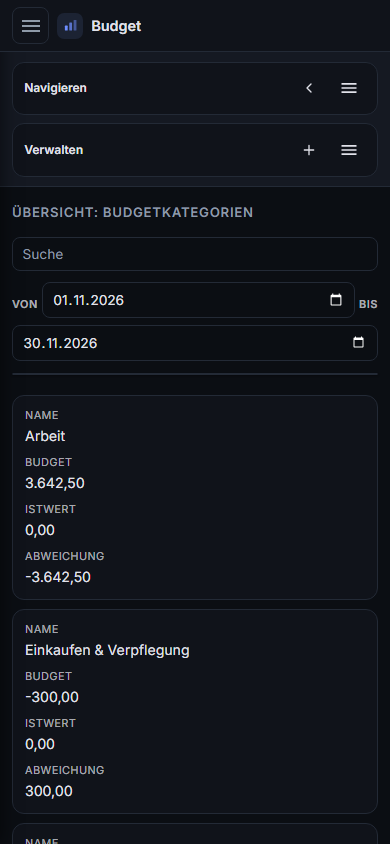 Budget
Navigieren
Verwalten
ÜBERSICHT: BUDGETKATEGORIEN
Suche
VON 01.11.2026 BIS
30.11.2026
NAME
Arbeit
BUDGET
3.642,50
ISTWERT
0,00
ABWEICHUNG
-3.642,50
NAME
Einkaufen & Verpflegung
BUDGET
-300,00
ISTWERT
0,00
ABWEICHUNG
300,00
NAME